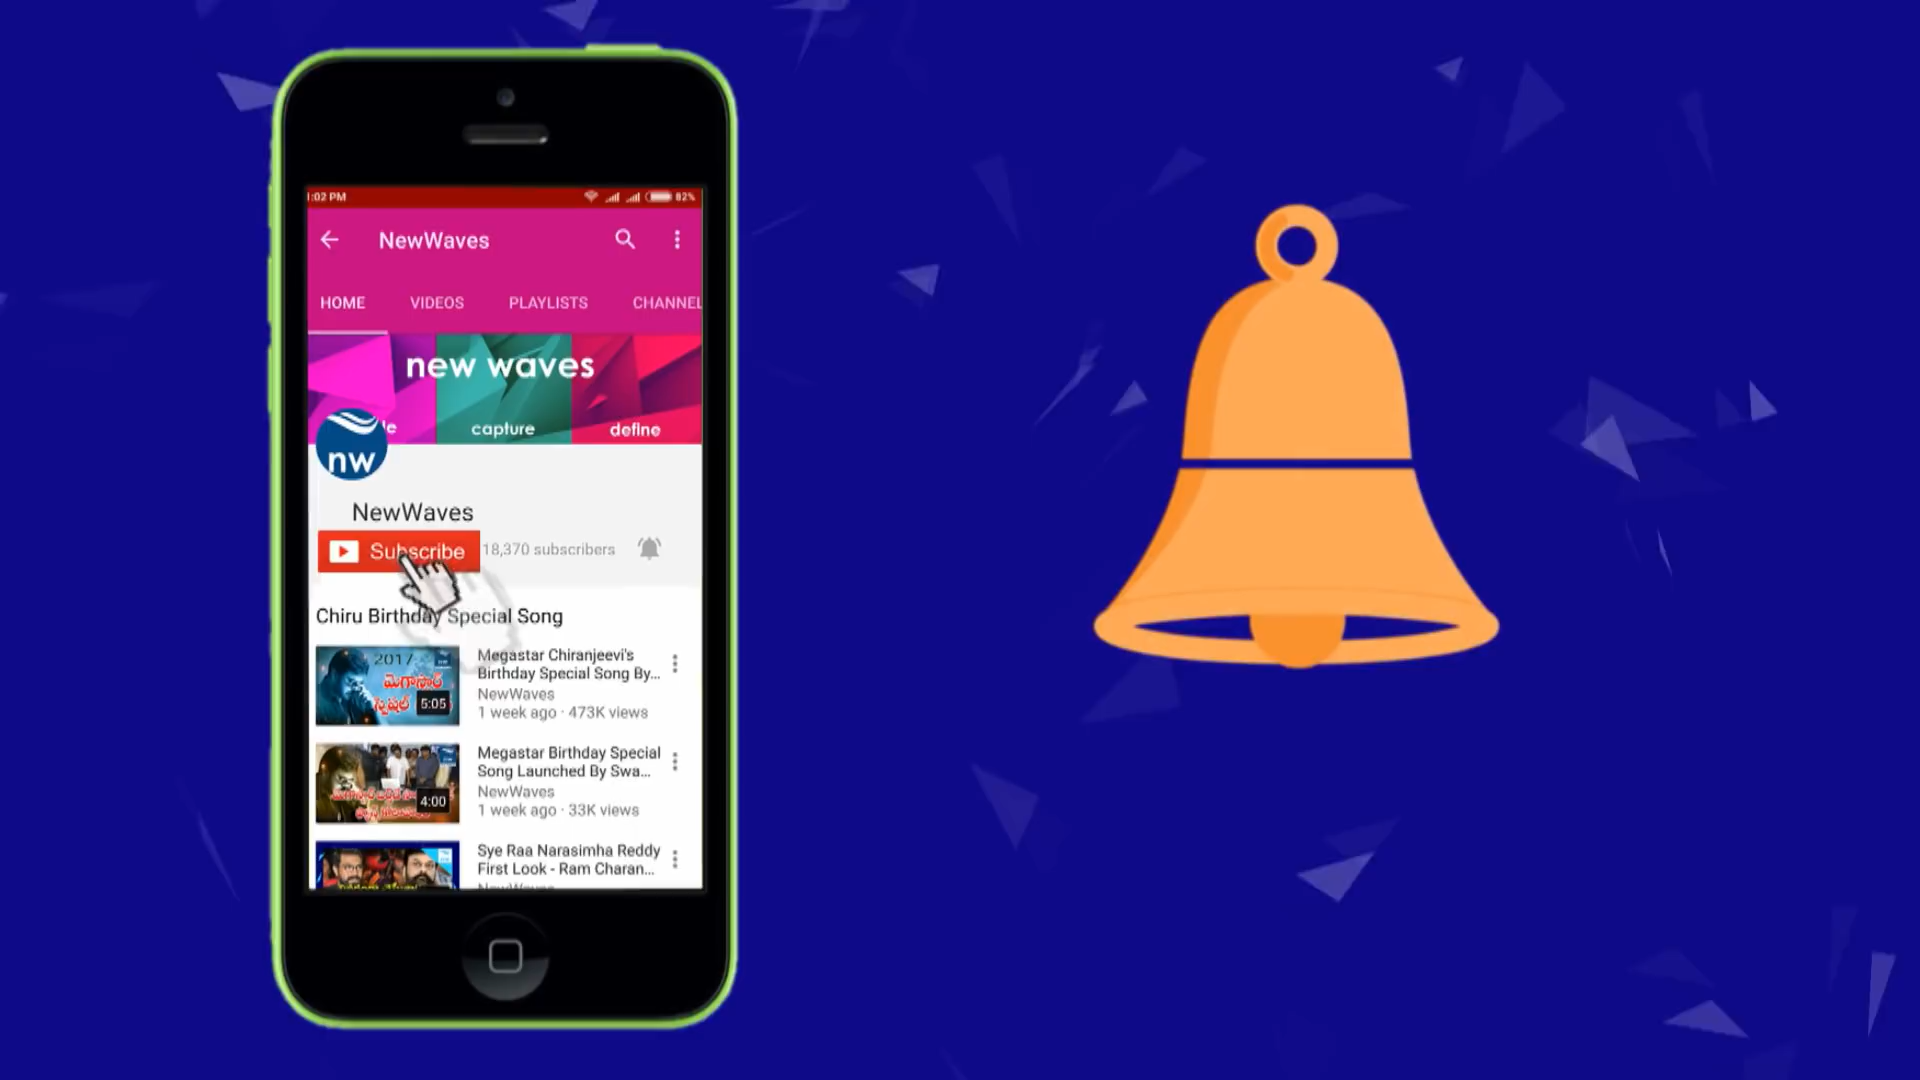 1:02 PM
82%
NewWaves
HOME VIDEOS PLAYLISTS CHANNEL
new waves
capture define
nw
NewWaves
Subscribe 18,370 subscribers
Chiru Birthday Special Song
2017
మెగాస్టార్
స్పెషల్
5:05
Megastar Chiranjeevi's
Birthday Special Song By...
NewWaves
1 week ago · 473K views
4:00
Megastar Birthday Special
Song Launched By Swa...
NewWaves
1 week ago · 33K views
Sye Raa Narasimha Reddy
First Look - Ram Charan...
NewWaves